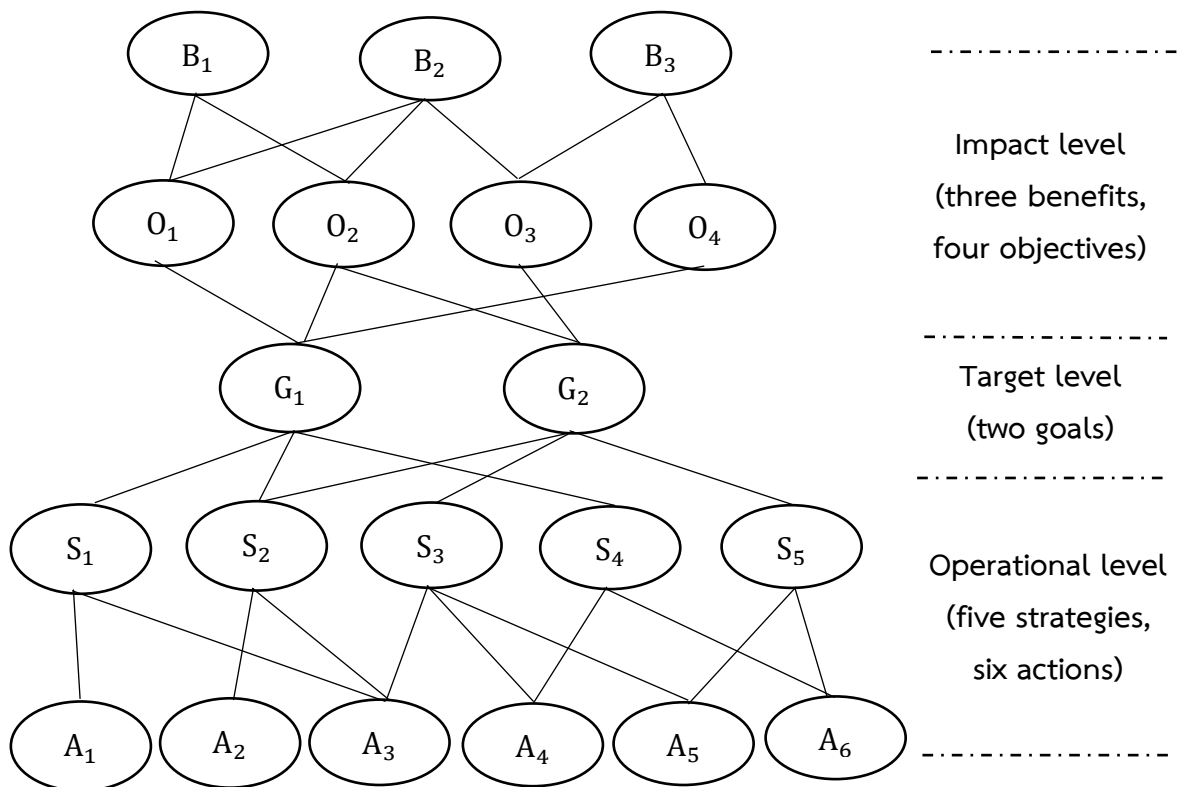 B₁
B₂
B₃
Impact level
(three benefits,
four objectives)
O₁
O₂
O₃
O₄
Target level
(two goals)
G₁
G₂
S₁
S₂
S₃
S₄
S₅
Operational level
(five strategies,
six actions)
A₁
A₂
A₃
A₄
A₅
A₆